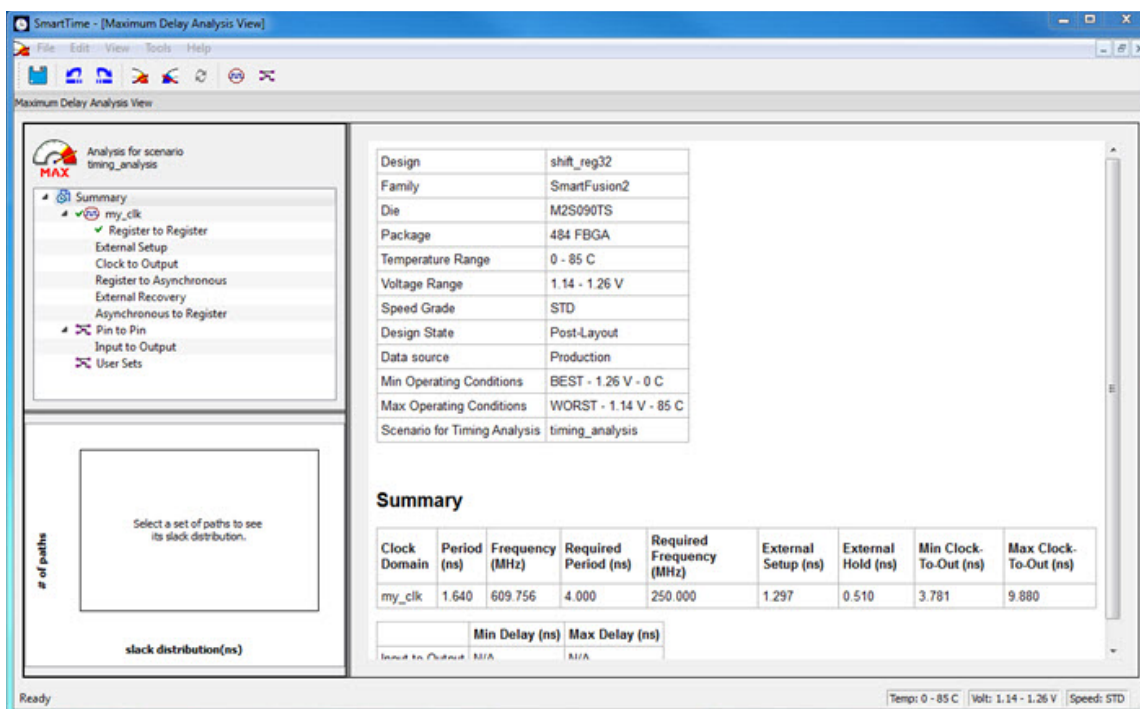 SmartTime - [Maximum Delay Analysis View]
File Edit View Tools Help
Maximum Delay Analysis View
Analysis for scenario
timing_analysis
MAX
Summary
my_clk
Register to Register
External Setup
Clock to Output
Register to Asynchronous
External Recovery
Asynchronous to Register
Pin to Pin
Input to Output
User Sets
# of paths
Select a set of paths to see
its slack distribution.
slack distribution(ns)
Design shift_reg32
Family SmartFusion2
Die M2S090TS
Package 484 FBGA
Temperature Range 0 - 85 C
Voltage Range 1.14 - 1.26 V
Speed Grade STD
Design State Post-Layout
Data source Production
Min Operating Conditions BEST - 1.26 V - 0 C
Max Operating Conditions WORST - 1.14 V - 85 C
Scenario for Timing Analysis timing_analysis
Summary
Clock Domain Period (ns) Frequency (MHz) Required Period (ns) Required Frequency (MHz) External Setup (ns) External Hold (ns) Min Clock-To-Out (ns) Max Clock-To-Out (ns)
my_clk 1.640 609.756 4.000 250.000 1.297 0.510 3.781 9.880
Min Delay (ns) Max Delay (ns)
Input to Output N/A N/A
Ready Temp: 0 - 85 C Volt: 1.14 - 1.26 V Speed: STD